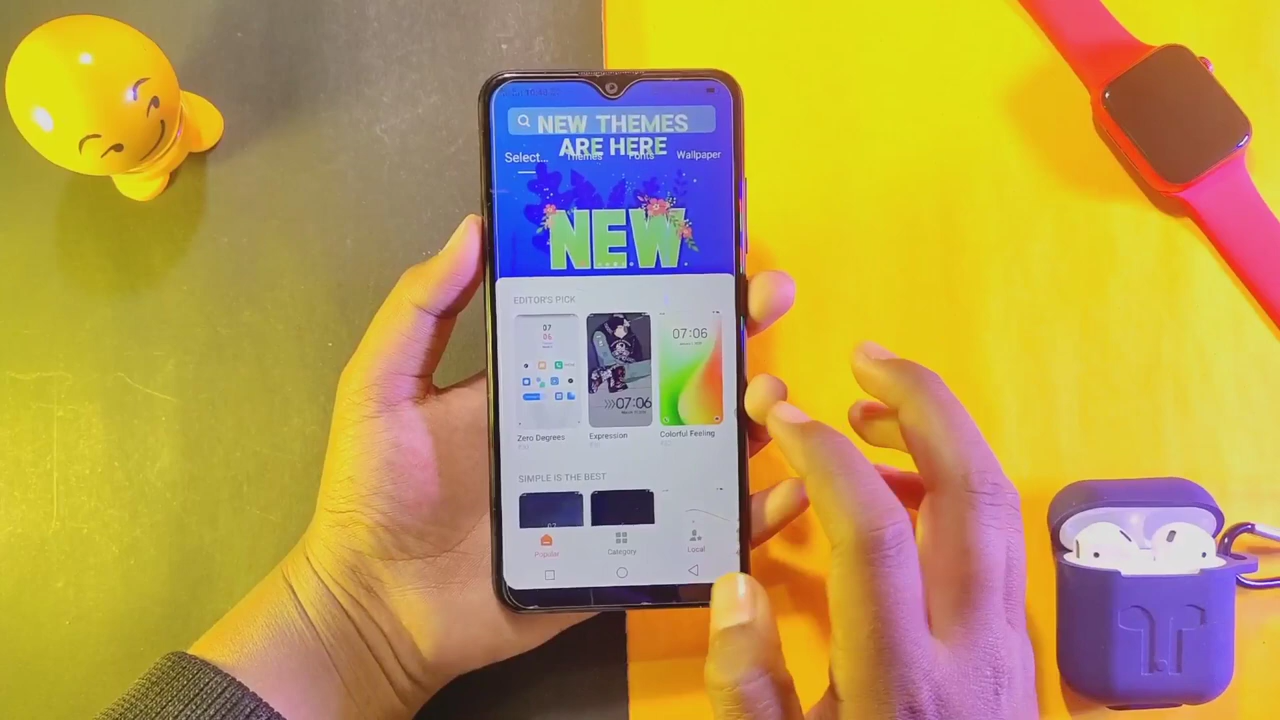 NEW THEMES
ARE HERE
Select... Themes Fonts Wallpaper
NEW
EDITOR'S PICK
07
06
07:06
07:06
Zero Degrees Expression Colorful Feeling
SIMPLE IS THE BEST
Popular Category Local